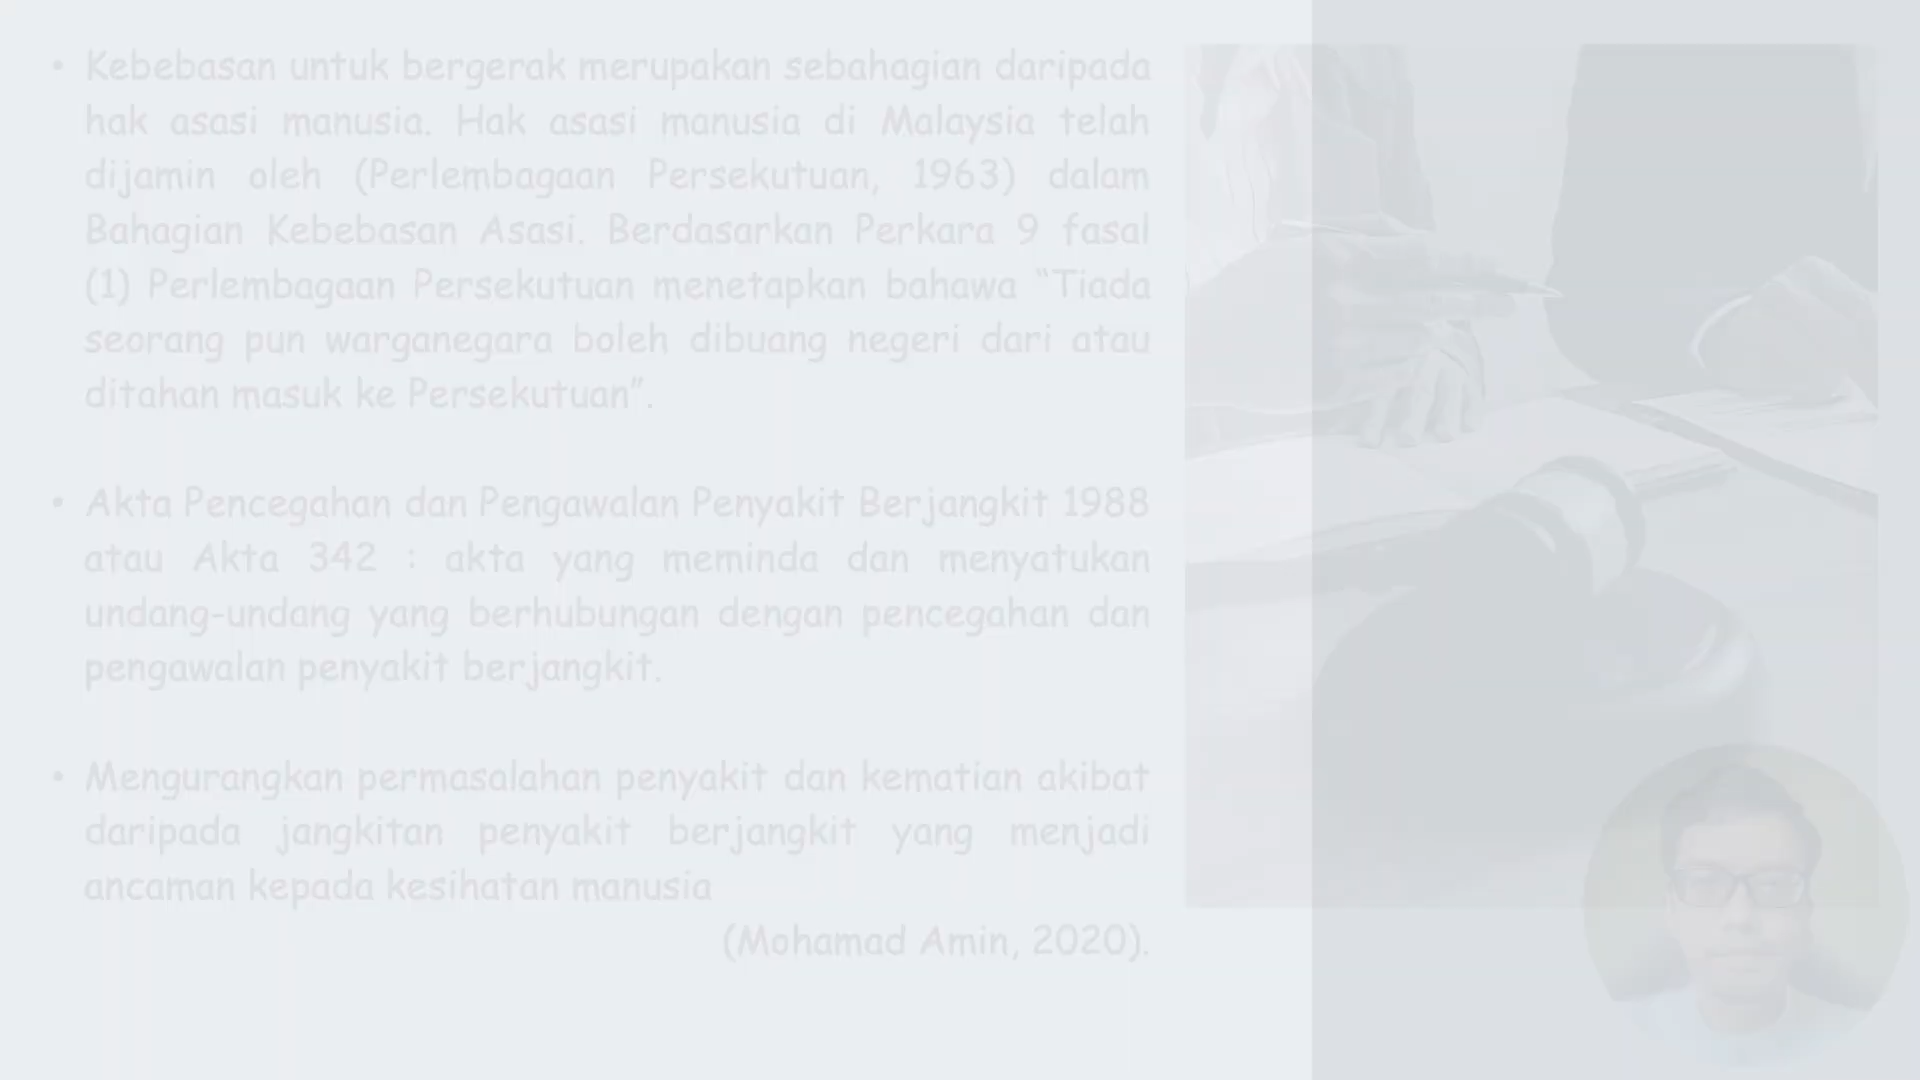 • Kebebasan untuk bergerak merupakan sebahagian daripada
hak asasi manusia. Hak asasi manusia di Malaysia telah
dijamin oleh (Perlembagaan Persekutuan, 1963) dalam
Bahagian Kebebasan Asasi. Berdasarkan Perkara 9 fasal
(1) Perlembagaan Persekutuan menetapkan bahawa “Tiada
seorang pun warganegara boleh dibuang negeri dari atau
ditahan masuk ke Persekutuan”.
• Akta Pencegahan dan Pengawalan Penyakit Berjangkit 1988
atau Akta 342 : akta yang meminda dan menyatukan
undang-undang yang berhubungan dengan pencegahan dan
pengawalan penyakit berjangkit.
• Mengurangkan permasalahan penyakit dan kematian akibat
daripada jangkitan penyakit berjangkit yang menjadi
ancaman kepada kesihatan manusia
(Mohamad Amin, 2020).